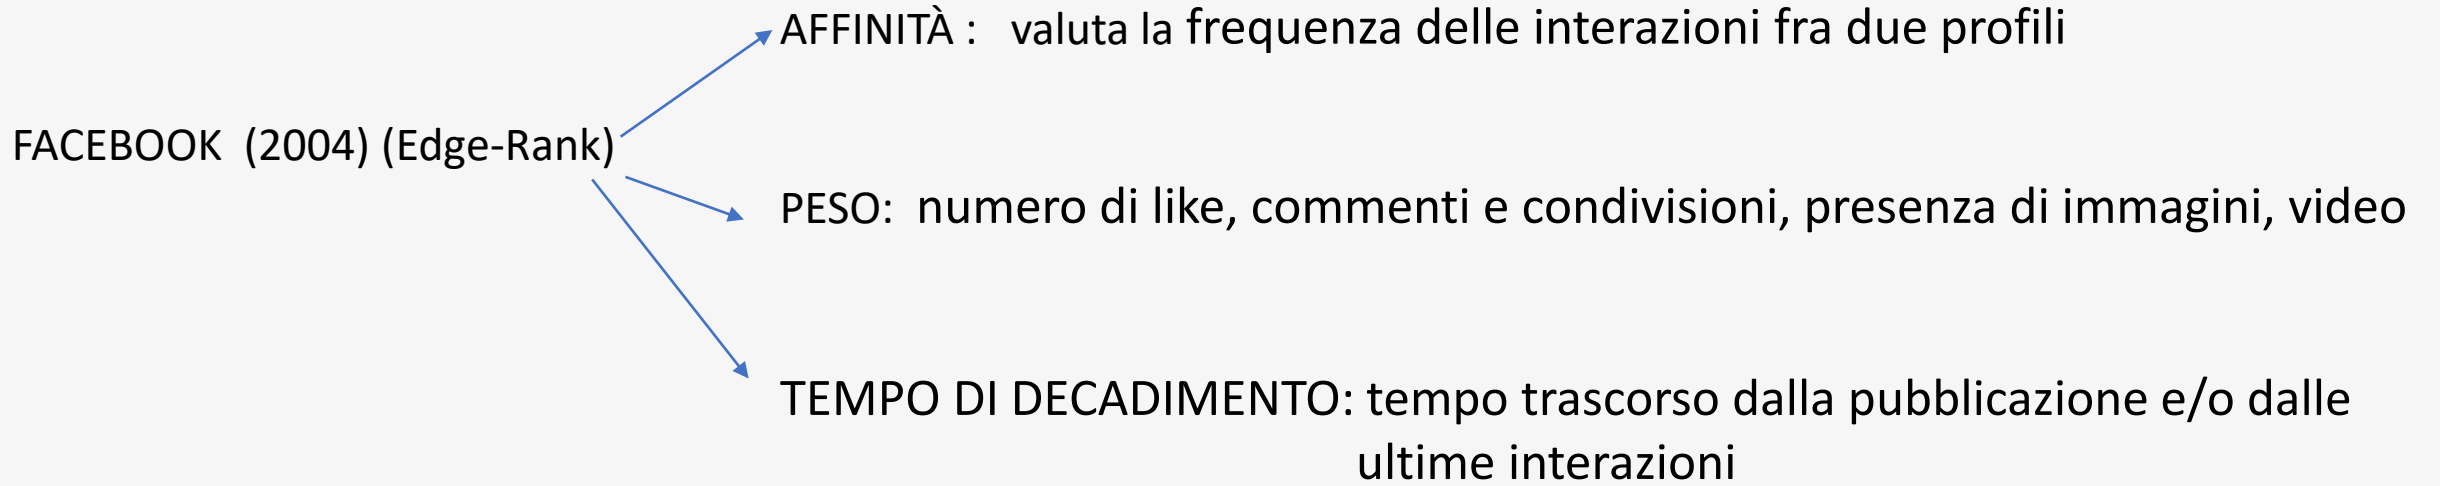 AFFINITÀ : valuta la frequenza delle interazioni fra due profili
FACEBOOK (2004) (Edge-Rank)
PESO: numero di like, commenti e condivisioni, presenza di immagini, video
TEMPO DI DECADIMENTO: tempo trascorso dalla pubblicazione e/o dalle
ultime interazioni